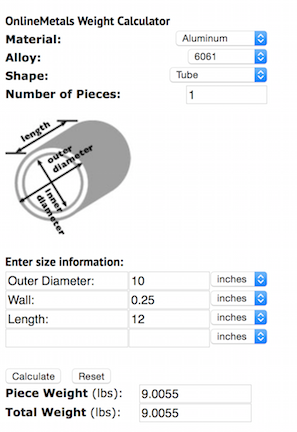 OnlineMetals Weight Calculator
Material: Aluminum
Alloy: 6061
Shape: Tube
Number of Pieces: 1
length
outer
diameter
inner
diameter
Enter size information:
Outer Diameter: 10 inches
Wall: 0.25 inches
Length: 12 inches
inches
Calculate Reset
Piece Weight (lbs): 9.0055
Total Weight (lbs): 9.0055